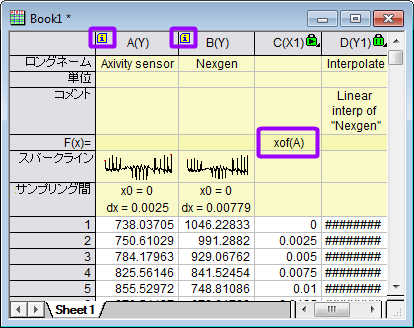 Book1 *
A(Y) B(Y) C(X1) D(Y1)
ロングネーム Axivity sensor Nexgen Interpolate
単位
コメント Linear
interp of
"Nexgen"
F(x)= xof(A)
スパークライン
サンプリング間 x0 = 0 x0 = 0
dx = 0.0025 dx = 0.00779
1 738.03705 1046.22833 0 ########
2 750.61029 991.2882 0.0025 ########
3 784.17963 929.06762 0.005 ########
4 825.56146 841.52454 0.0075 ########
5 855.52972 748.81086 0.01 ########
Sheet1